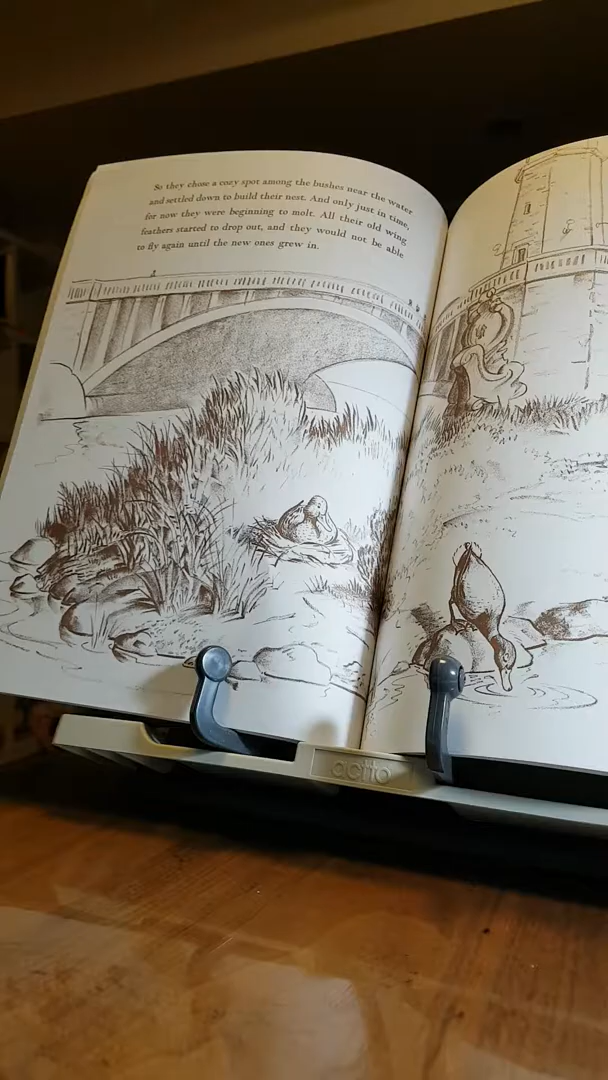 So they chose a cozy spot among the bushes near the water
and settled down to build their nest. And only just in time,
for now they were beginning to molt. All their old wing
feathers started to drop out, and they would not be able
to fly again until the new ones grew in.
actto